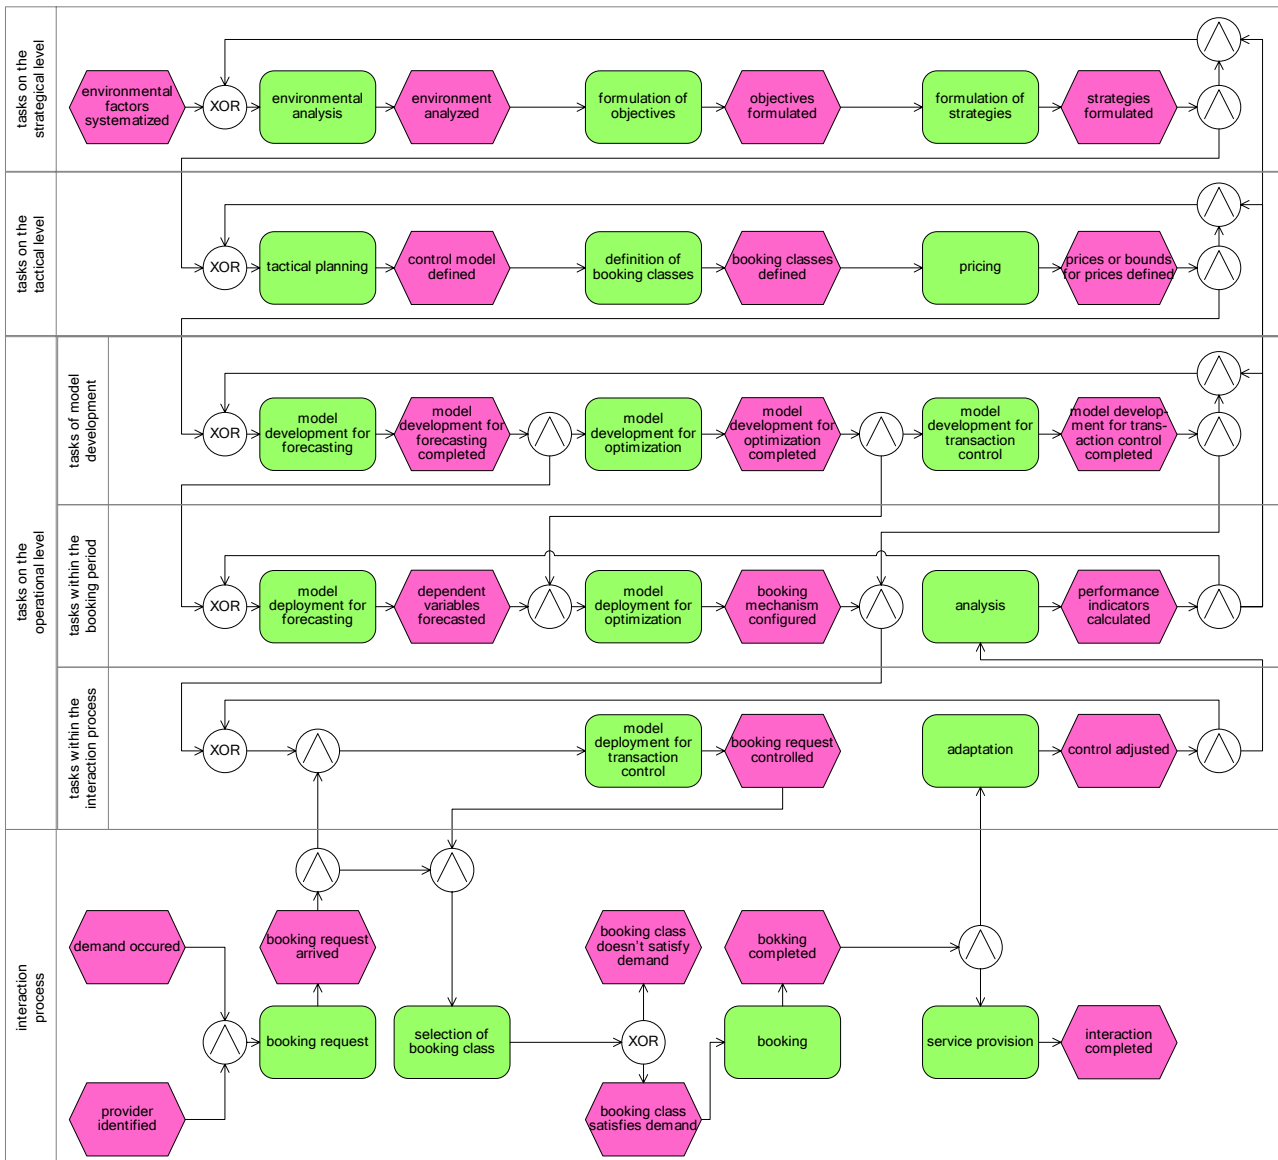 tasks on the
strategical level
environmental
factors
systematized
XOR
environmental
analysis
environment
analyzed
formulation of
objectives
objectives
formulated
formulation of
strategies
strategies
formulated
tasks on the
tactical level
XOR
tactical planning
control model
defined
definition of
booking classes
booking classes
defined
pricing
prices or bounds
for prices defined
tasks on the
operational level
tasks of model
development
XOR
model
development for
forecasting
model
development for
forecasting
completed
model
development for
optimization
model
development for
optimization
completed
model
development for
transaction
control
model develop-
ment for trans-
action control
completed
tasks within the
booking period
XOR
model
deployment for
forecasting
dependent
variables
forecasted
model
deployment for
optimization
booking
mechanism
configured
analysis
performance
indicators
calculated
tasks within the
interaction process
XOR
model
deployment for
transaction
control
booking request
controlled
adaptation
control adjusted
interaction
process
demand occured
booking request
arrived
booking class
doesn't satisfy
demand
bokking
completed
booking request
selection of
booking class
XOR
booking
service provision
interaction
completed
provider
identified
booking class
satisfies demand